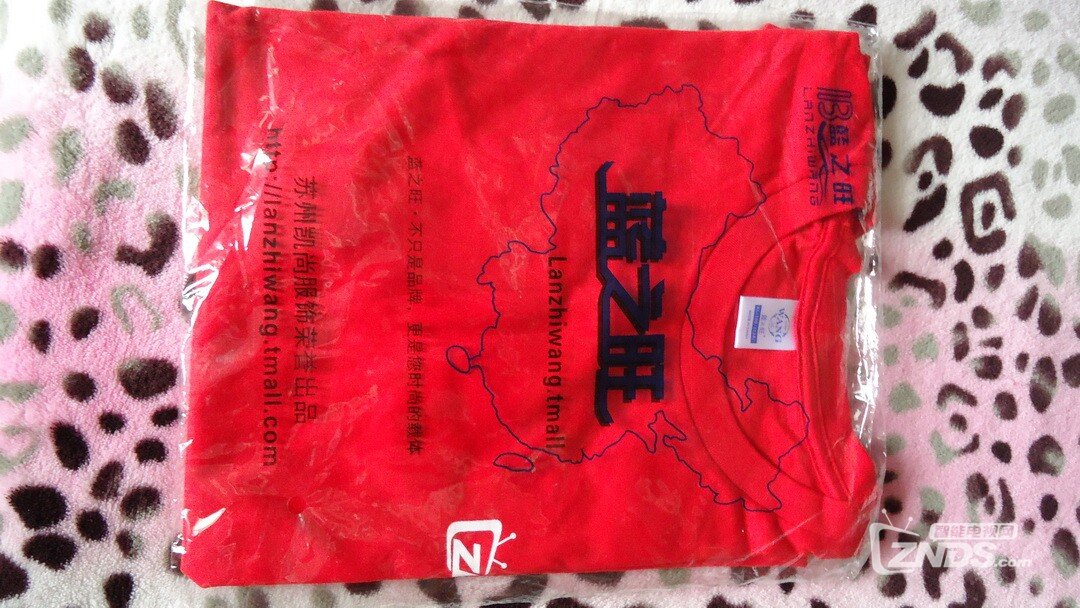 蓝之旺
LANZHIWANG
蓝之旺
Lanzhiwang.tmall
蓝之旺·不只是品牌，更是您时尚的载体
苏州凯尚服饰荣誉出品
http://lanzhiwang.tmall.com
Z
智能电视网
ZNDS.com